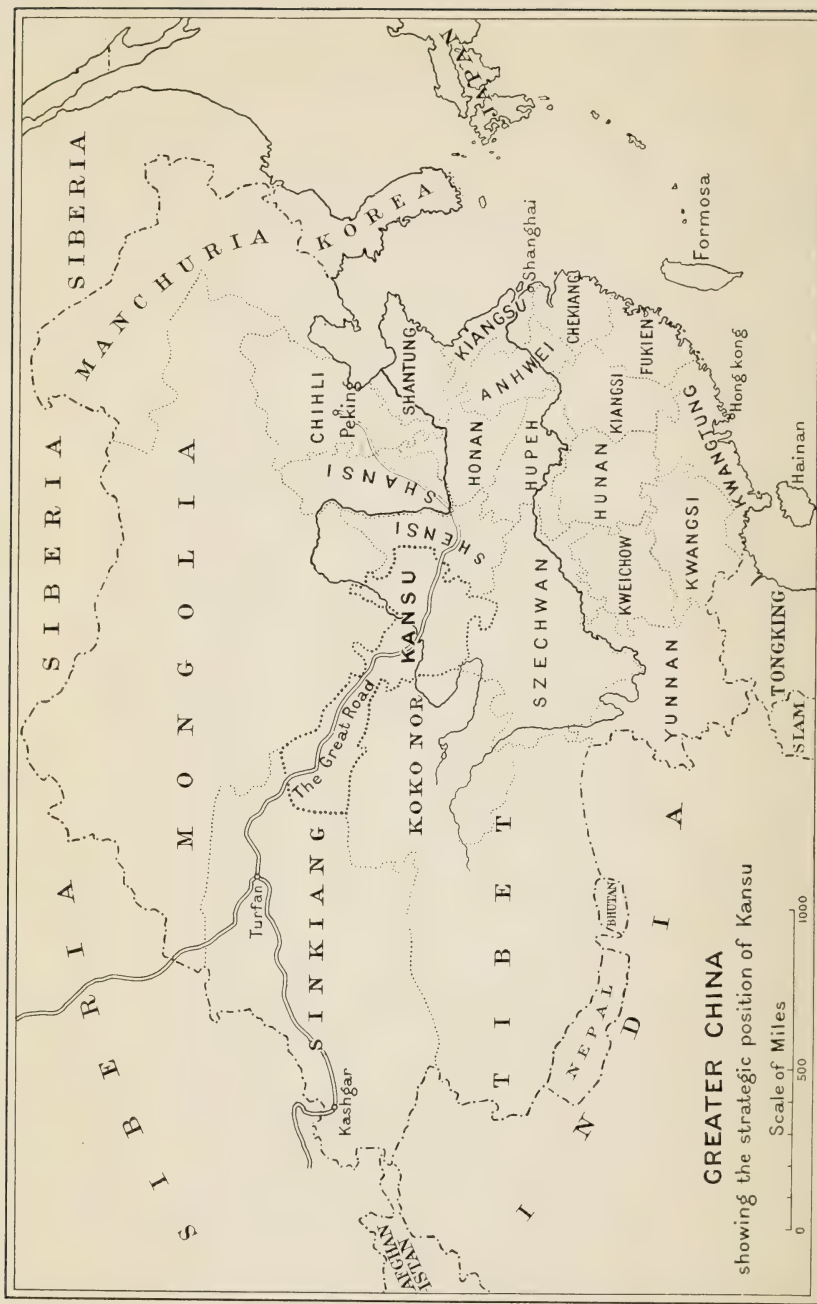 SIBERIA
SIBERIA
SIBERIA
MONGOLIA
MANCHURIA
KOREA
JAPAN
SINKIANG
Turfan
Kashgar
The Great Road
AFGHAN
ISTAN
KANSU
KOKO NOR
TIBET
NEPAL
BHUTAN
INDIA
CHIHLI
Peking
SHANSI
SHENSI
SHANTUNG
HONAN
KIANGSU
Shanghai
ANHWEI
HUPEH
SZECHWAN
CHEKIANG
KIANGSI
HUNAN
FUKIEN
KWEICHOW
KWANGSI
KWANGTUNG
YUNNAN
Formosa
Hong kong
Hainan
TONGKING
SIAM
GREATER CHINA
showing the strategic position of Kansu
Scale of Miles
0 500 1000